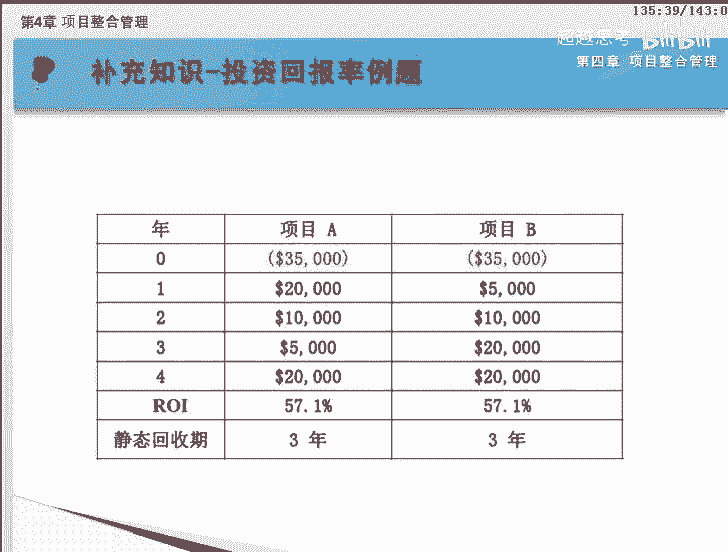 第4章 项目整合管理
135:39/143:0
超越思考 bilibili
第四章 项目整合管理
补充知识-投资回报率例题
年 项目 A 项目 B
0 ($35,000) ($35,000)
1 $20,000 $5,000
2 $10,000 $10,000
3 $5,000 $20,000
4 $20,000 $20,000
ROI 57.1% 57.1%
静态回收期 3 年 3 年